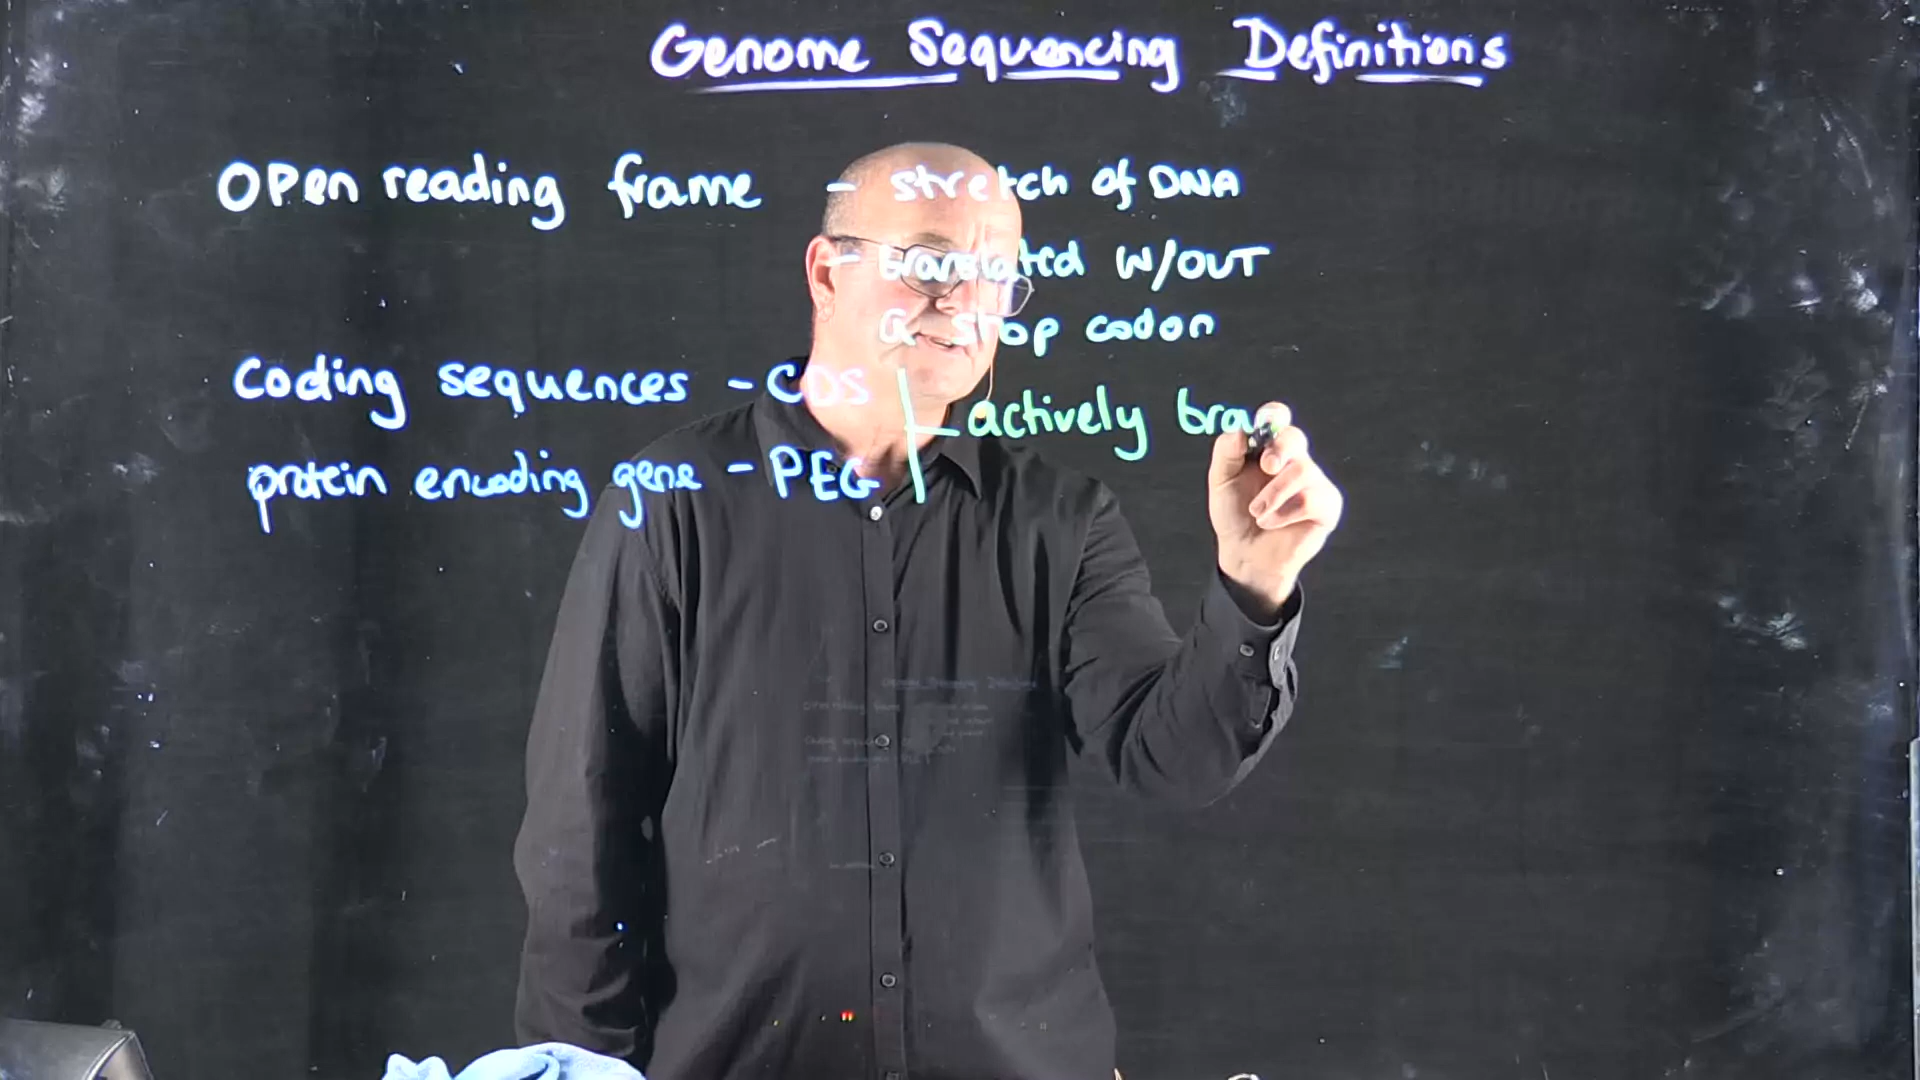 Genome Sequencing Definitions
Open reading frame - stretch of DNA
- translated w/OUT
a stop codon
Coding sequences - CDS
actively
protein encoding gene - PEG